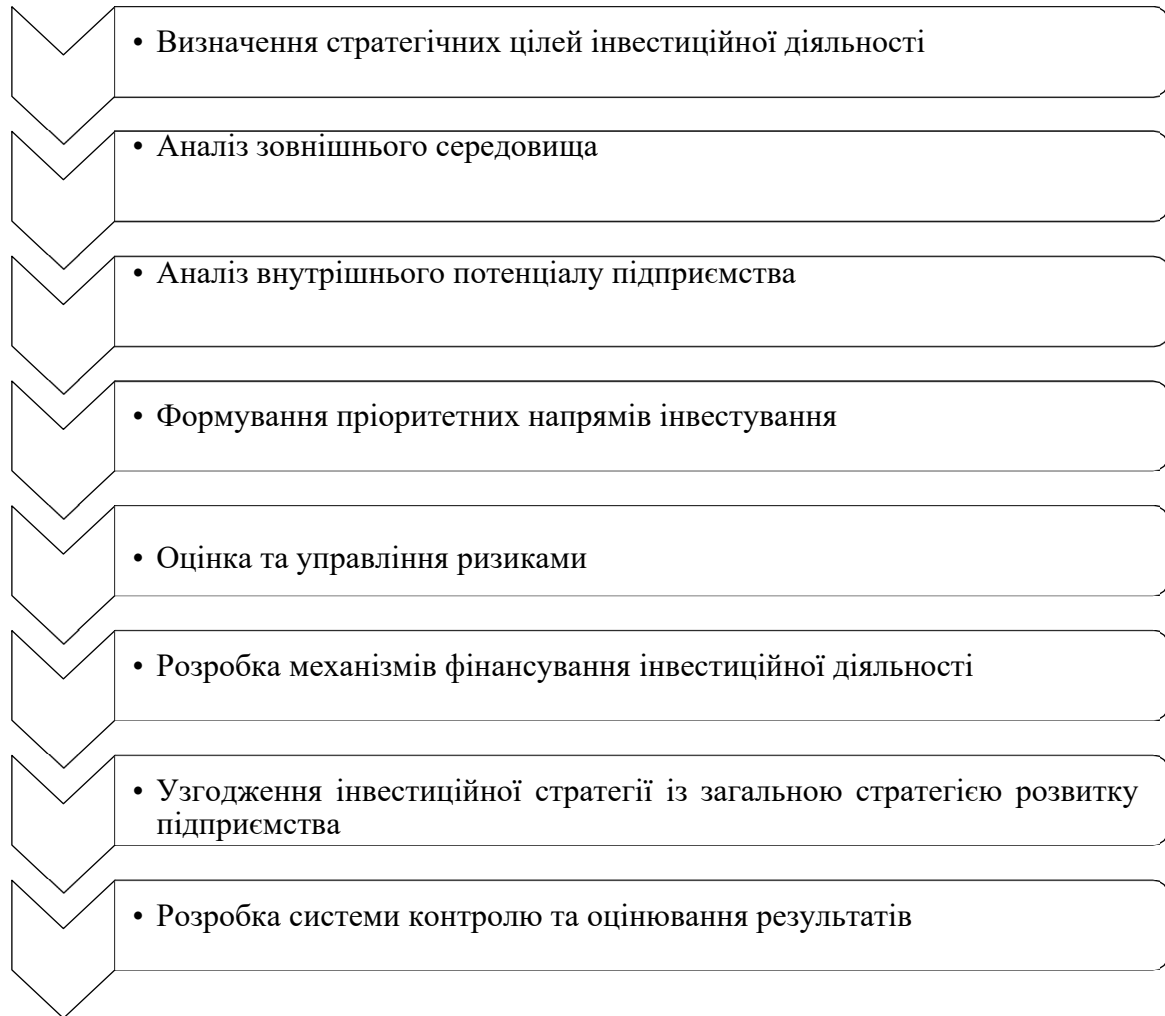 • Визначення стратегічних цілей інвестиційної діяльності
• Аналіз зовнішнього середовища
• Аналіз внутрішнього потенціалу підприємства
• Формування пріоритетних напрямів інвестування
• Оцінка та управління ризиками
• Розробка механізмів фінансування інвестиційної діяльності
• Узгодження інвестиційної стратегії із загальною стратегією розвитку
підприємства
• Розробка системи контролю та оцінювання результатів